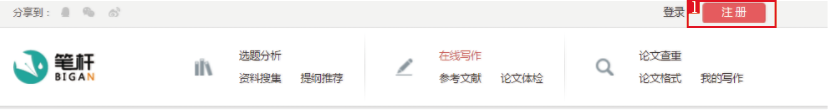 分享到： 登录 1 注册
选题分析 在线写作 论文查重
笔杆
BIGAN
资料搜集 提纲推荐 参考文献 论文体检 论文格式 我的写作